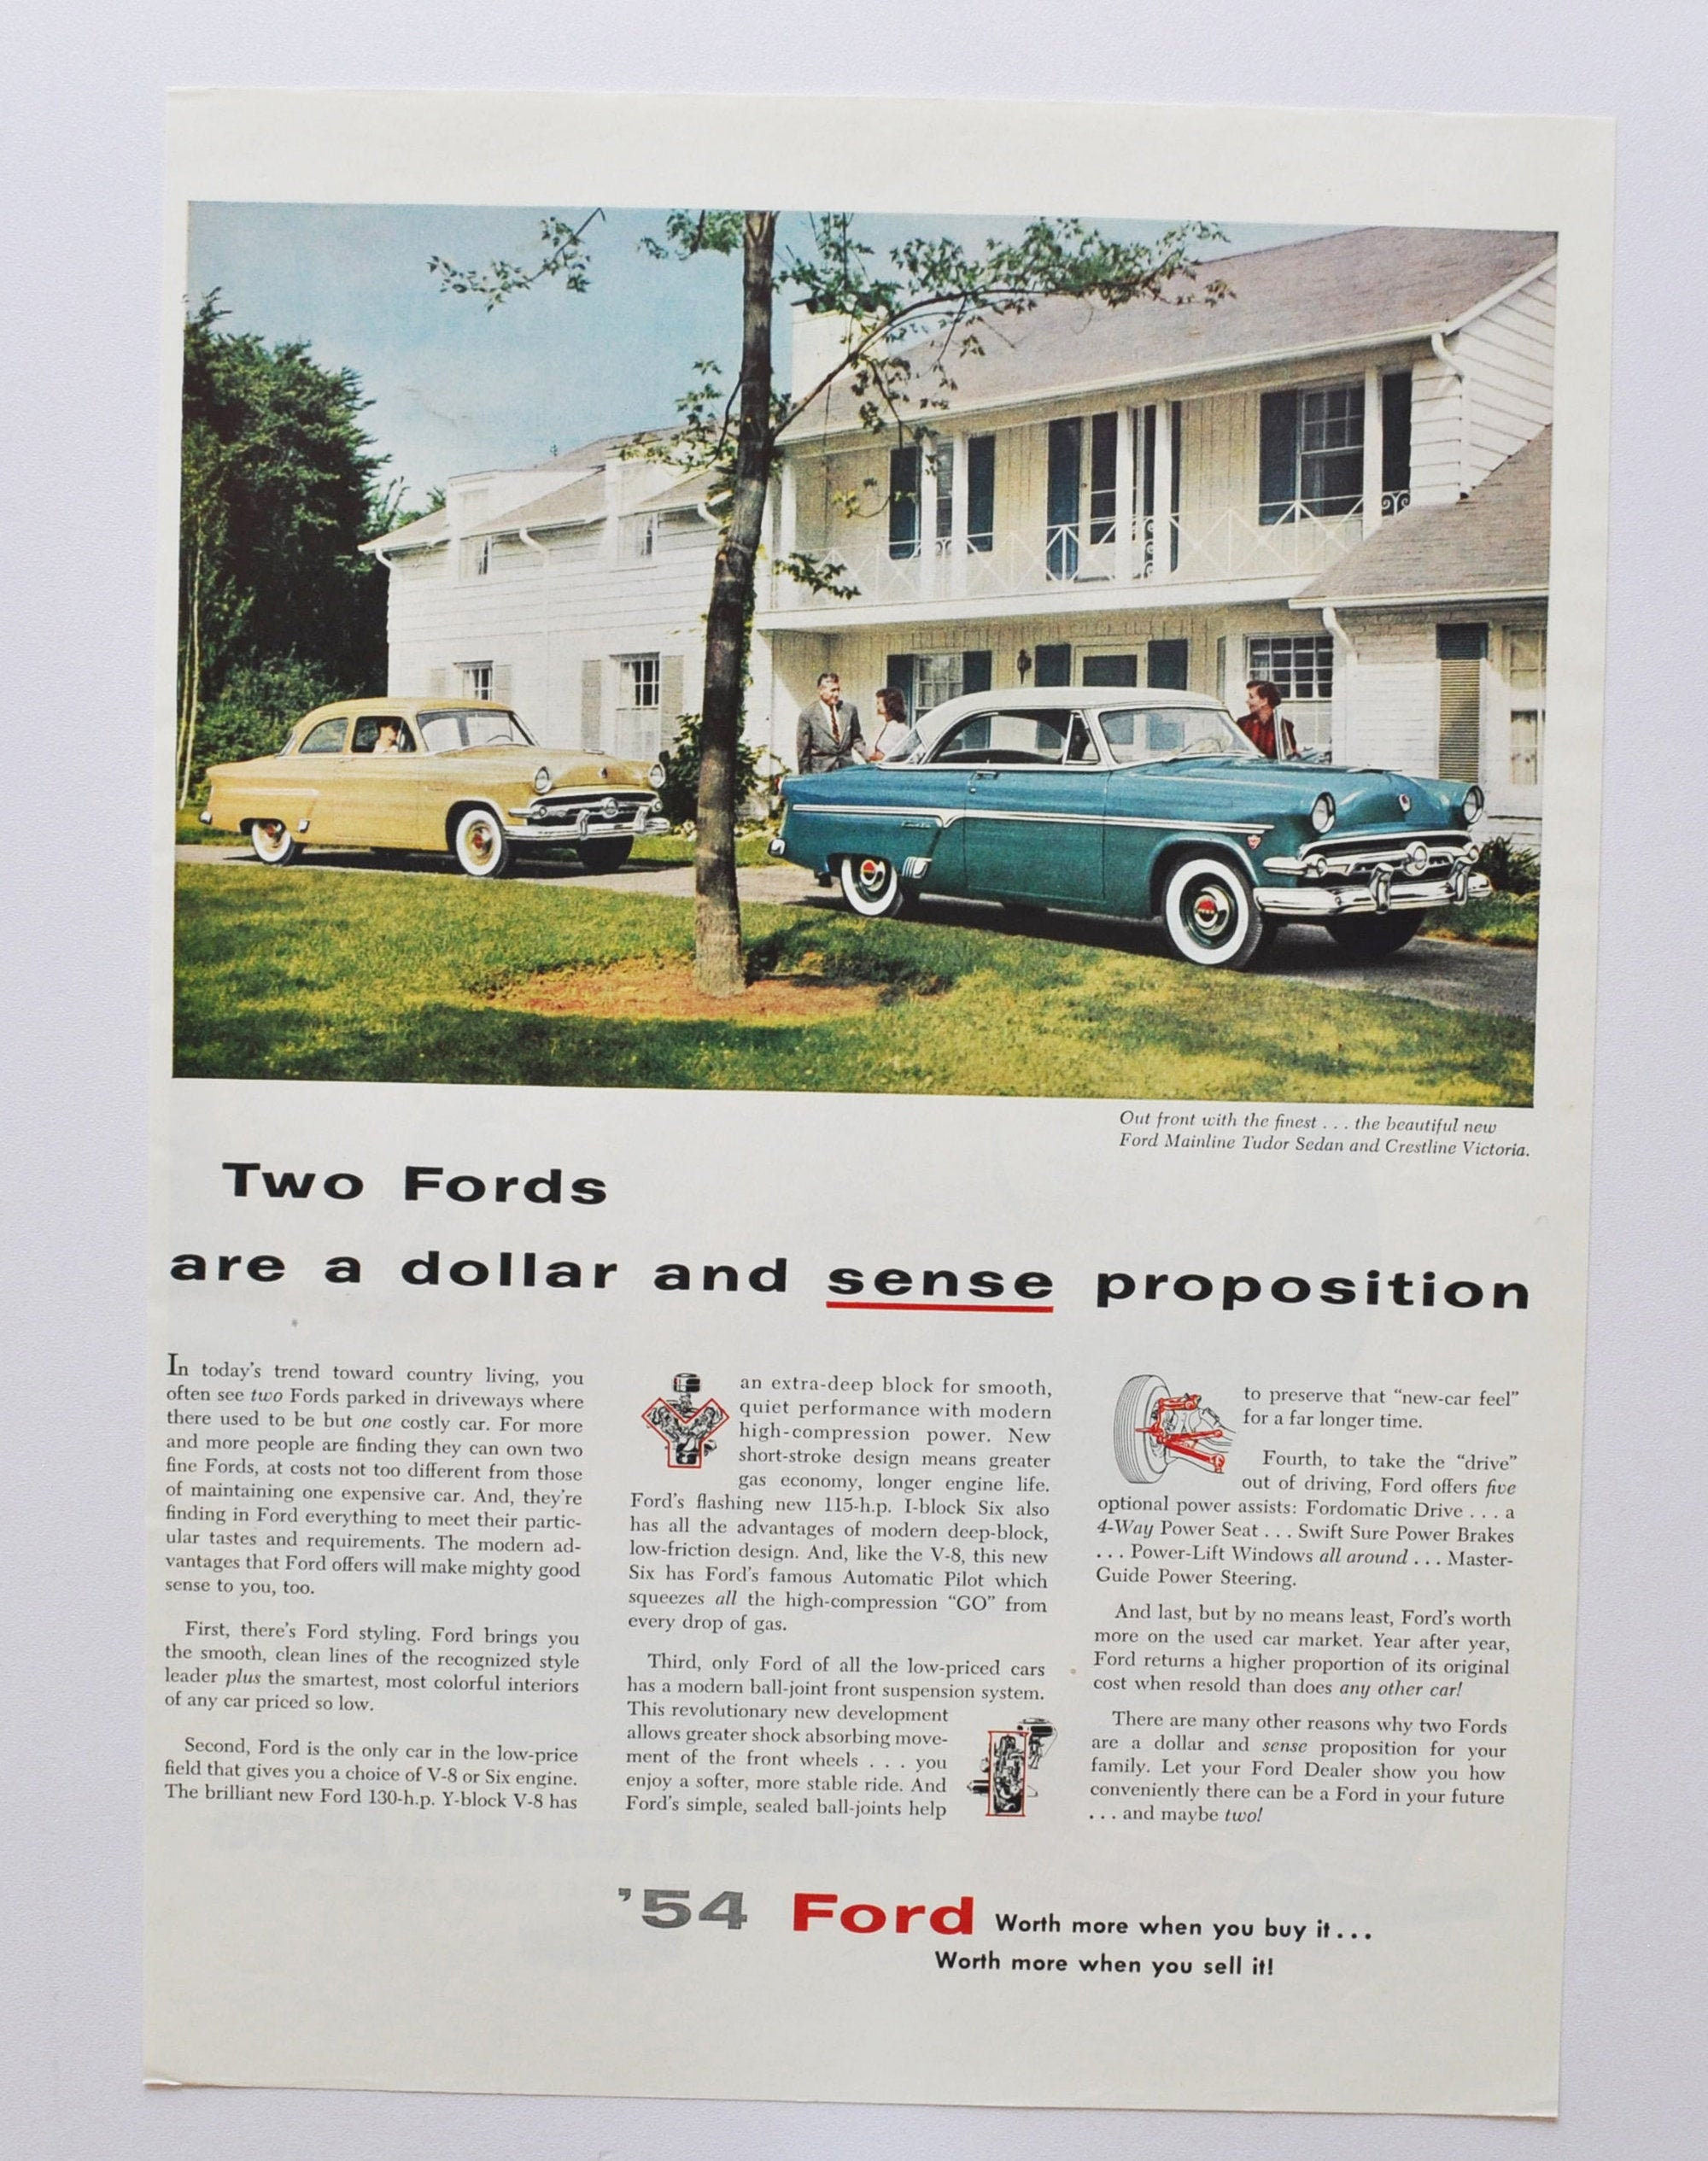 Out front with the finest . . . the beautiful new
Ford Mainline Tudor Sedan and Crestline Victoria.
Two Fords
are a dollar and sense proposition
In today's trend toward country living, you
often see two Fords parked in driveways where
there used to be but one costly car. For more
and more people are finding they can own two
fine Fords, at costs not too different from those
of maintaining one expensive car. And, they're
finding in Ford everything to meet their partic-
ular tastes and requirements. The modern ad-
vantages that Ford offers will make mighty good
sense to you, too.
First, there's Ford styling. Ford brings you
the smooth, clean lines of the recognized style
leader plus the smartest, most colorful interiors
of any car priced so low.
Second, Ford is the only car in the low-price
field that gives you a choice of V-8 or Six engine.
The brilliant new Ford 130-h.p. Y-block V-8 has
an extra-deep block for smooth,
quiet performance with modern
high-compression power. New
short-stroke design means greater
gas economy, longer engine life.
Ford's flashing new 115-h.p. I-block Six also
has all the advantages of modern deep-block,
low-friction design. And, like the V-8, this new
Six has Ford's famous Automatic Pilot which
squeezes all the high-compression "GO" from
every drop of gas.
Third, only Ford of all the low-priced cars
has a modern ball-joint front suspension system.
This revolutionary new development
allows greater shock absorbing move-
ment of the front wheels . . . you
enjoy a softer, more stable ride. And
Ford's simple, sealed ball-joints help
to preserve that "new-car feel"
for a far longer time.
Fourth, to take the "drive"
out of driving, Ford offers five
optional power assists: Fordomatic Drive . . . a
4-Way Power Seat . . . Swift Sure Power Brakes
. . . Power-Lift Windows all around . . . Master-
Guide Power Steering.
And last, but by no means least, Ford's worth
more on the used car market. Year after year,
Ford returns a higher proportion of its original
cost when resold than does any other car!
There are many other reasons why two Fords
are a dollar and sense proposition for your
family. Let your Ford Dealer show you how
conveniently there can be a Ford in your future
. . . and maybe two!
'54 Ford Worth more when you buy it...
Worth more when you sell it!